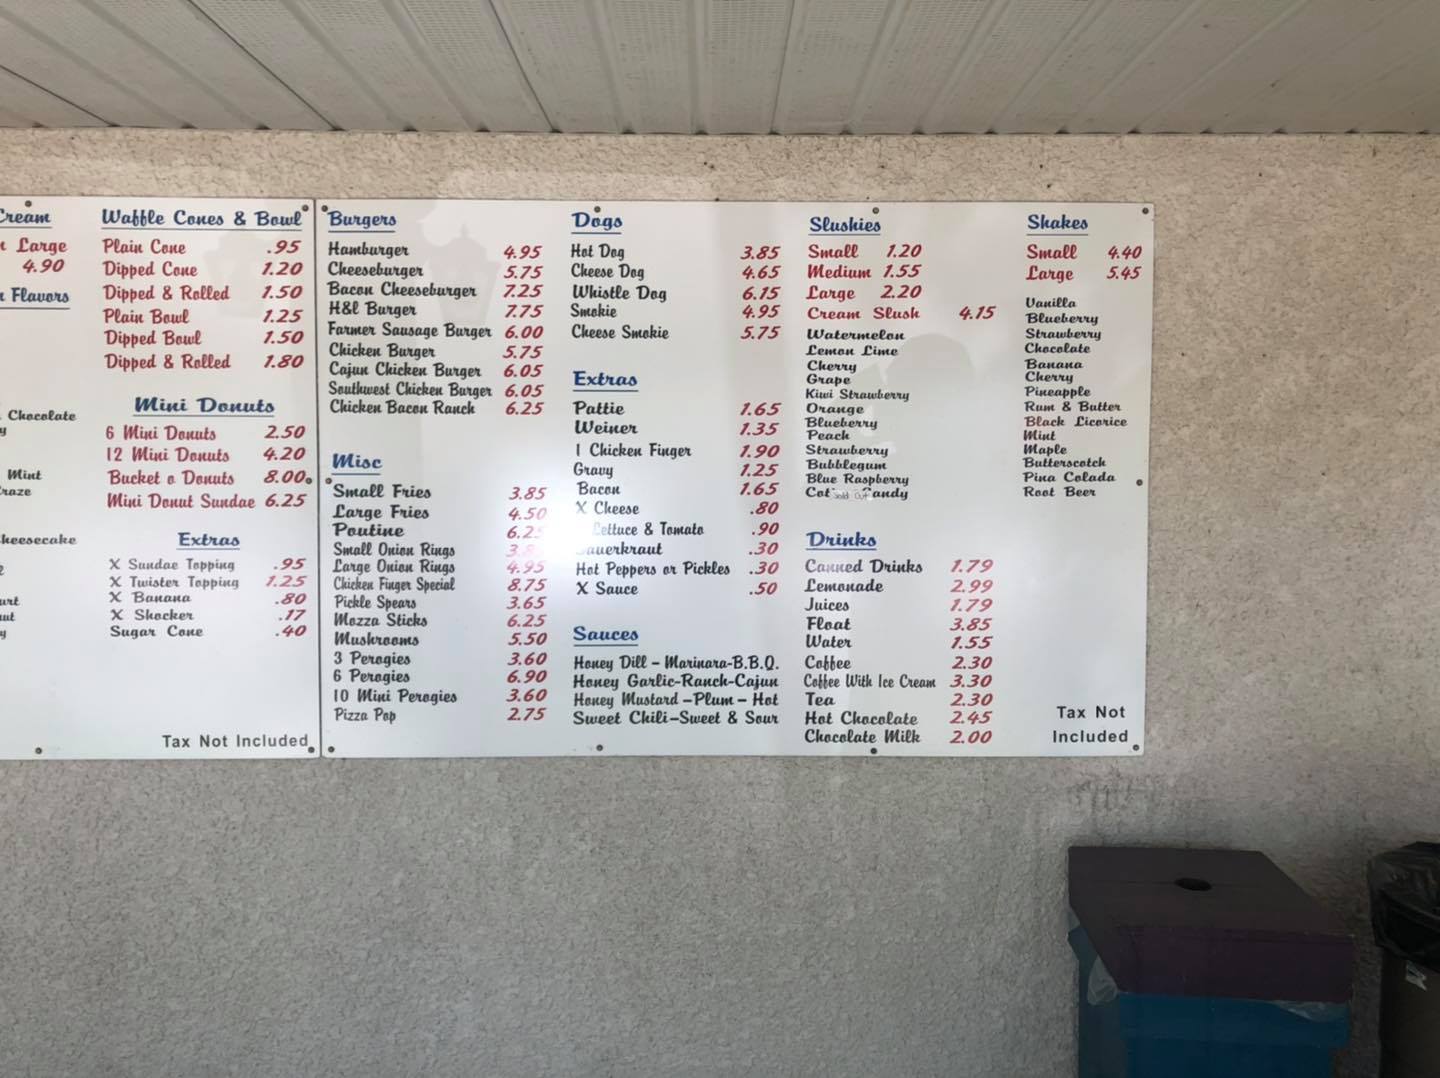 Cream
Large
4.90
Flavors
Chocolate
Mint
Waffle Cones & Bowl
Plain Cone .95
Dipped Cone 1.20
Dipped & Rolled 1.50
Plain Bowl 1.25
Dipped Bowl 1.50
Dipped & Rolled 1.80
Mini Donuts
6 Mini Donuts 2.50
12 Mini Donuts 4.20
Bucket o Donuts 8.00
Mini Donut Sundae 6.25
Extras
X Sundae Topping .95
X Twister Topping 1.25
X Banana .80
X Shocker .17
Sugar Cone .40
Tax Not Included
Burgers
Hamburger 4.95
Cheeseburger 5.75
Bacon Cheeseburger 7.25
H&L Burger 7.75
Farmer Sausage Burger 6.00
Chicken Burger 5.75
Cajun Chicken Burger 6.05
Southwest Chicken Burger 6.05
Chicken Bacon Ranch 6.25
Misc
Small Fries 3.85
Large Fries 4.50
Poutine 6.25
Small Onion Rings
Large Onion Rings 4.95
Chicken Finger Special 8.75
Pickle Spears 3.65
Mozza Sticks 6.25
Mushrooms 5.50
3 Perogies 3.60
6 Perogies 6.90
10 Mini Perogies 3.60
Pizza Pop 2.75
Dogs
Hot Dog 3.85
Cheese Dog 4.65
Whistle Dog 6.15
Smokie 4.95
Cheese Smokie 5.75
Extras
Pattie 1.65
Weiner 1.35
1 Chicken Finger 1.90
Gravy 1.25
Bacon 1.65
X Cheese .80
Lettuce & Tomato .90
Sauerkraut .30
Hot Peppers or Pickles .30
X Sauce .50
Sauces
Honey Dill - Marinara-B.B.Q.
Honey Garlic-Ranch-Cajun
Honey Mustard - Plum - Hot
Sweet Chili-Sweet & Sour
Slushies
Small 1.20
Medium 1.55
Large 2.20
Cream Slush 4.15
Watermelon
Lemon Lime
Cherry
Grape
Kiwi Strawberry
Orange
Blueberry
Peach
Strawberry
Bubblegum
Blue Raspberry
Cotton Candy
Sold Out
Drinks
Canned Drinks 1.79
Lemonade 2.99
Juices 1.79
Float 3.85
Water 1.55
Coffee 2.30
Coffee With Ice Cream 3.30
Tea 2.30
Hot Chocolate 2.45
Chocolate Milk 2.00
Shakes
Small 4.40
Large 5.45
Vanilla
Blueberry
Strawberry
Chocolate
Banana
Cherry
Pineapple
Rum & Butter
Black Licorice
Mint
Maple
Butterscotch
Pina Colada
Root Beer
Tax Not
Included